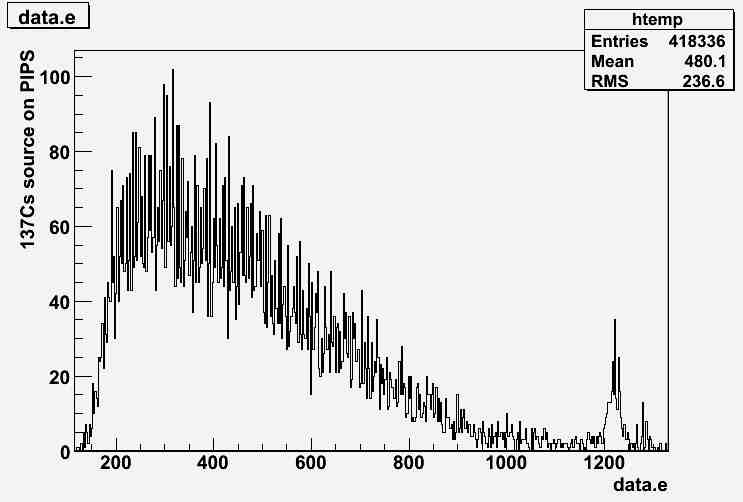 data.e
htemp
Entries 418336
Mean 480.1
RMS 236.6
137Cs source on PIPS
100
80
60
40
20
0
200 400 600 800 1000 1200
data.e